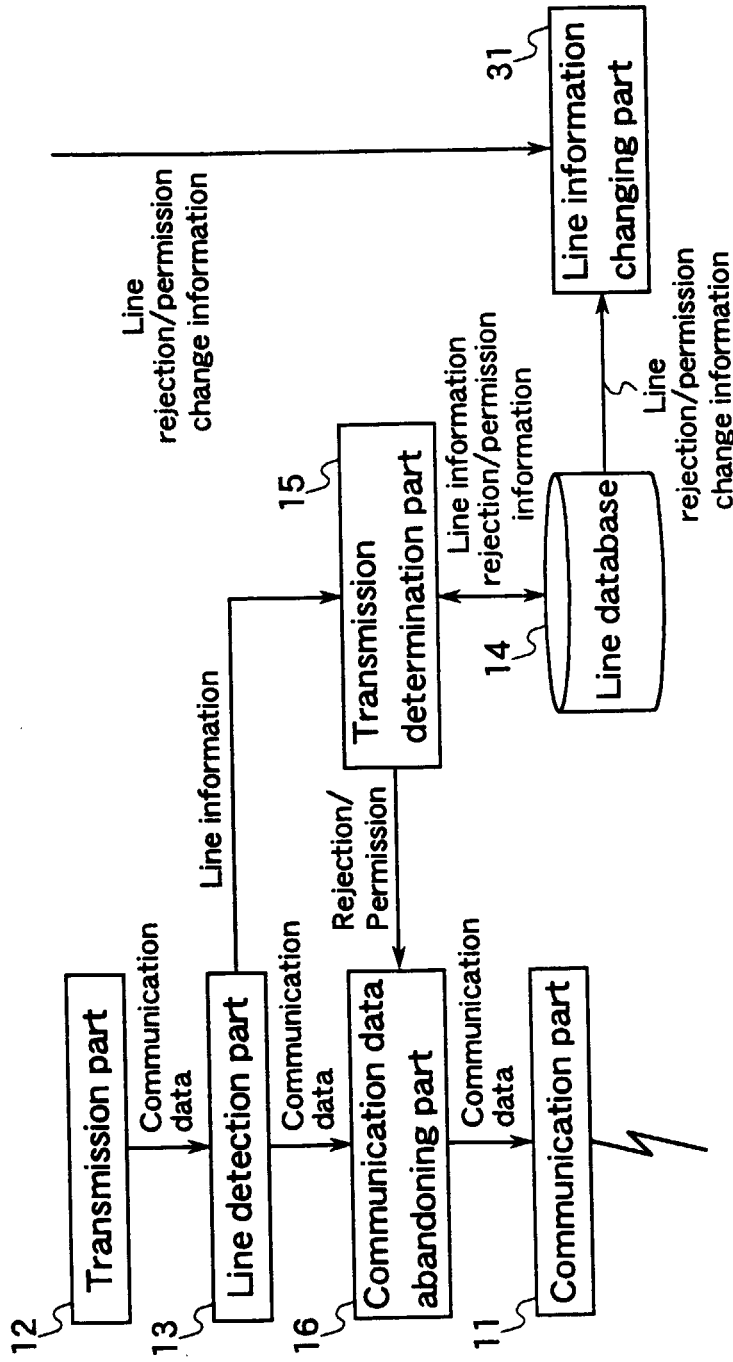 12
Transmission part
Communication
data
13
Line detection part
Line information
Communication
data
16
Communication data
abandoning part
Rejection/
Permission
15
Transmission
determination part
Line
rejection/permission
change information
Communication
data
Line information
rejection/permission
information
11
Communication part
14
Line database
Line
rejection/permission
change information
31
Line information
changing part